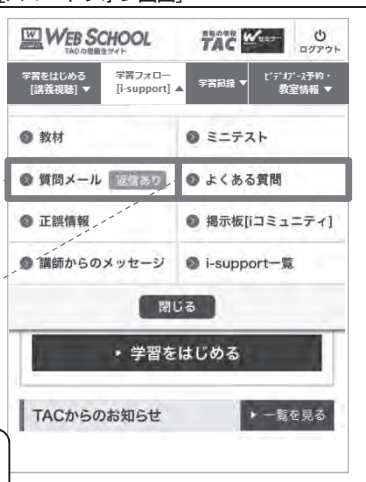 [スマートフォン画面]
WEB SCHOOL
TACの受講生サイト
資格の学校
TAC Wセミナー
ログアウト
学習をはじめる
[講義視聴] ▼
学習フォロー
[i-support] ▲
学習記録 ▼
ビデオブース予約・
教室情報 ▼
教材
ミニテスト
質問メール 返信あり
よくある質問
正誤情報
掲示板[iコミュニティ]
講師からのメッセージ
i-support一覧
閉じる
学習をはじめる
TACからのお知らせ
一覧を見る